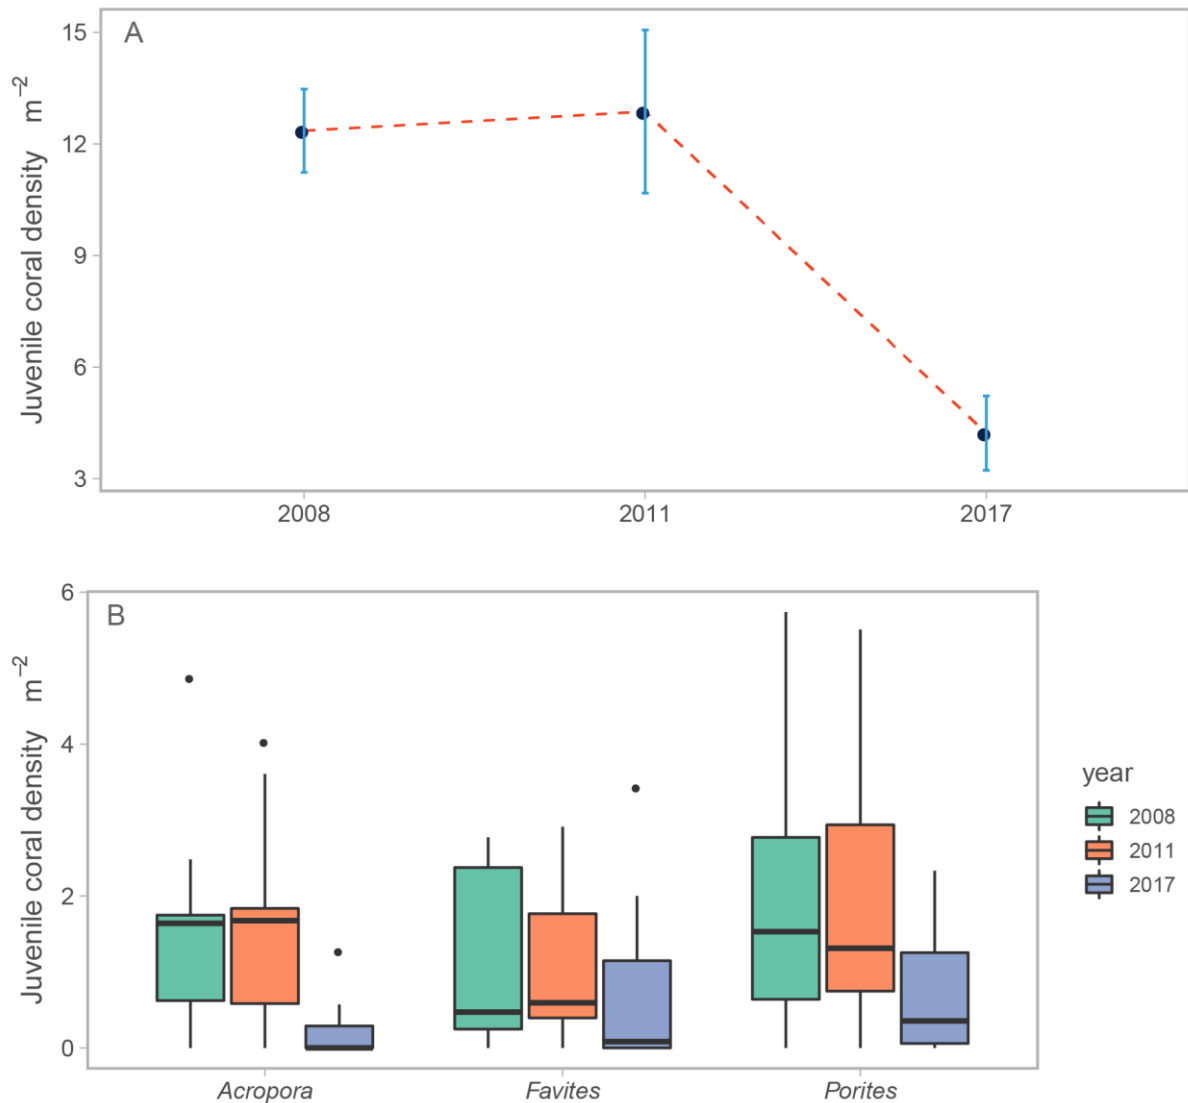 A
Juvenile coral density m−2
15
12
9
6
3
2008 2011 2017
B
Juvenile coral density m−2
6
4
2
0
Acropora Favites Porites
year
2008
2011
2017